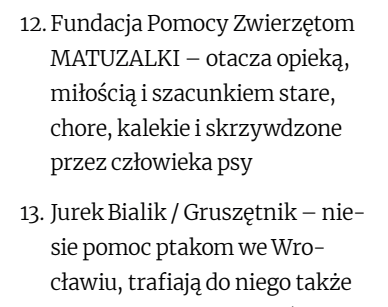 12. Fundacja Pomocy Zwierzętom
MATUZALKI – otacza opieką,
miłością i szacunkiem stare,
chore, kalekie i skrzywdzone
przez człowieka psy
13. Jurek Bialik / Gruszętnik – nie-
sie pomoc ptakom we Wro-
cławiu, trafiają do niego także